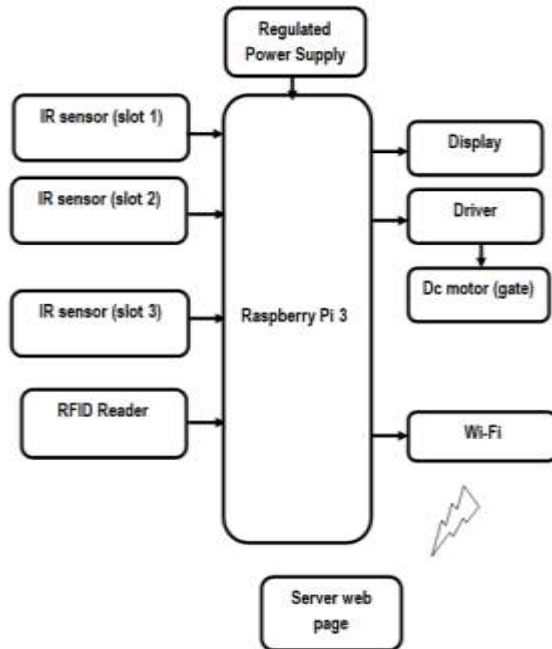 Regulated
Power Supply
IR sensor (slot 1)
IR sensor (slot 2)
IR sensor (slot 3)
RFID Reader
Raspberry Pi 3
Display
Driver
Dc motor (gate)
Wi-Fi
Server web
page